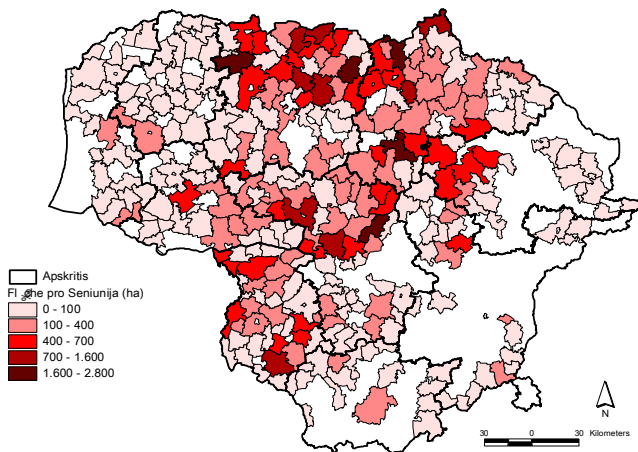 Apskritis
pro Seniunija (ha)
0 - 100
100 - 400
400 - 700
700 - 1.600
1.600 - 2.800
N
30 0 30 Kilometers